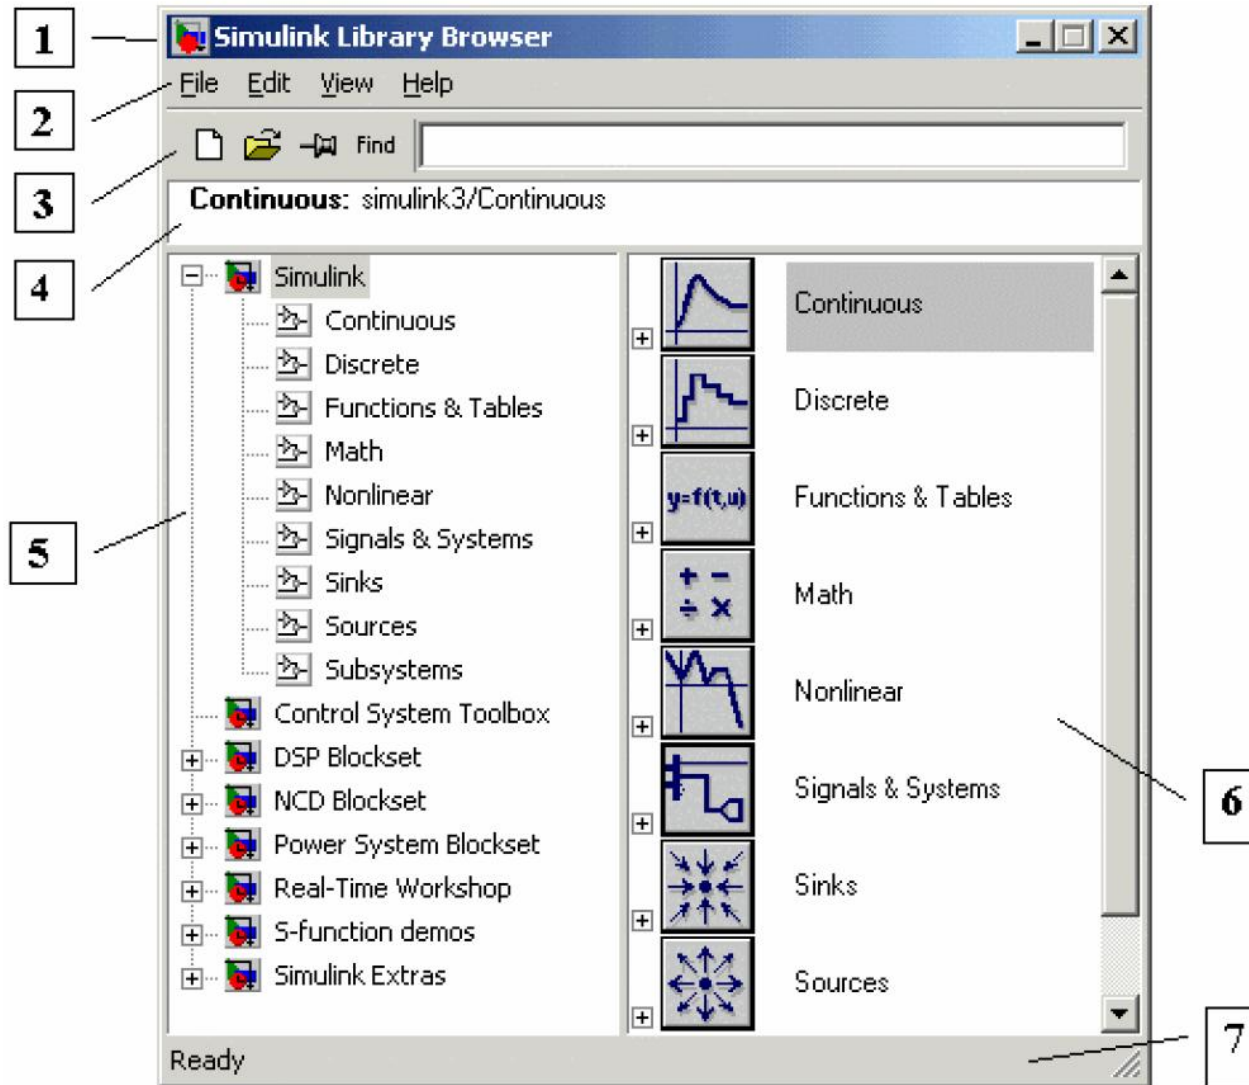 1
Simulink Library Browser
2
File Edit View Help
3
Find
4
Continuous: simulink3/Continuous
5
Simulink
Continuous
Discrete
Functions & Tables
Math
Nonlinear
Signals & Systems
Sinks
Sources
Subsystems
Control System Toolbox
DSP Blockset
NCD Blockset
Power System Blockset
Real-Time Workshop
S-function demos
Simulink Extras
Continuous
Discrete
y=f(t,u) Functions & Tables
+ −
÷ × Math
Nonlinear
Signals & Systems
Sinks
Sources
6
7
Ready